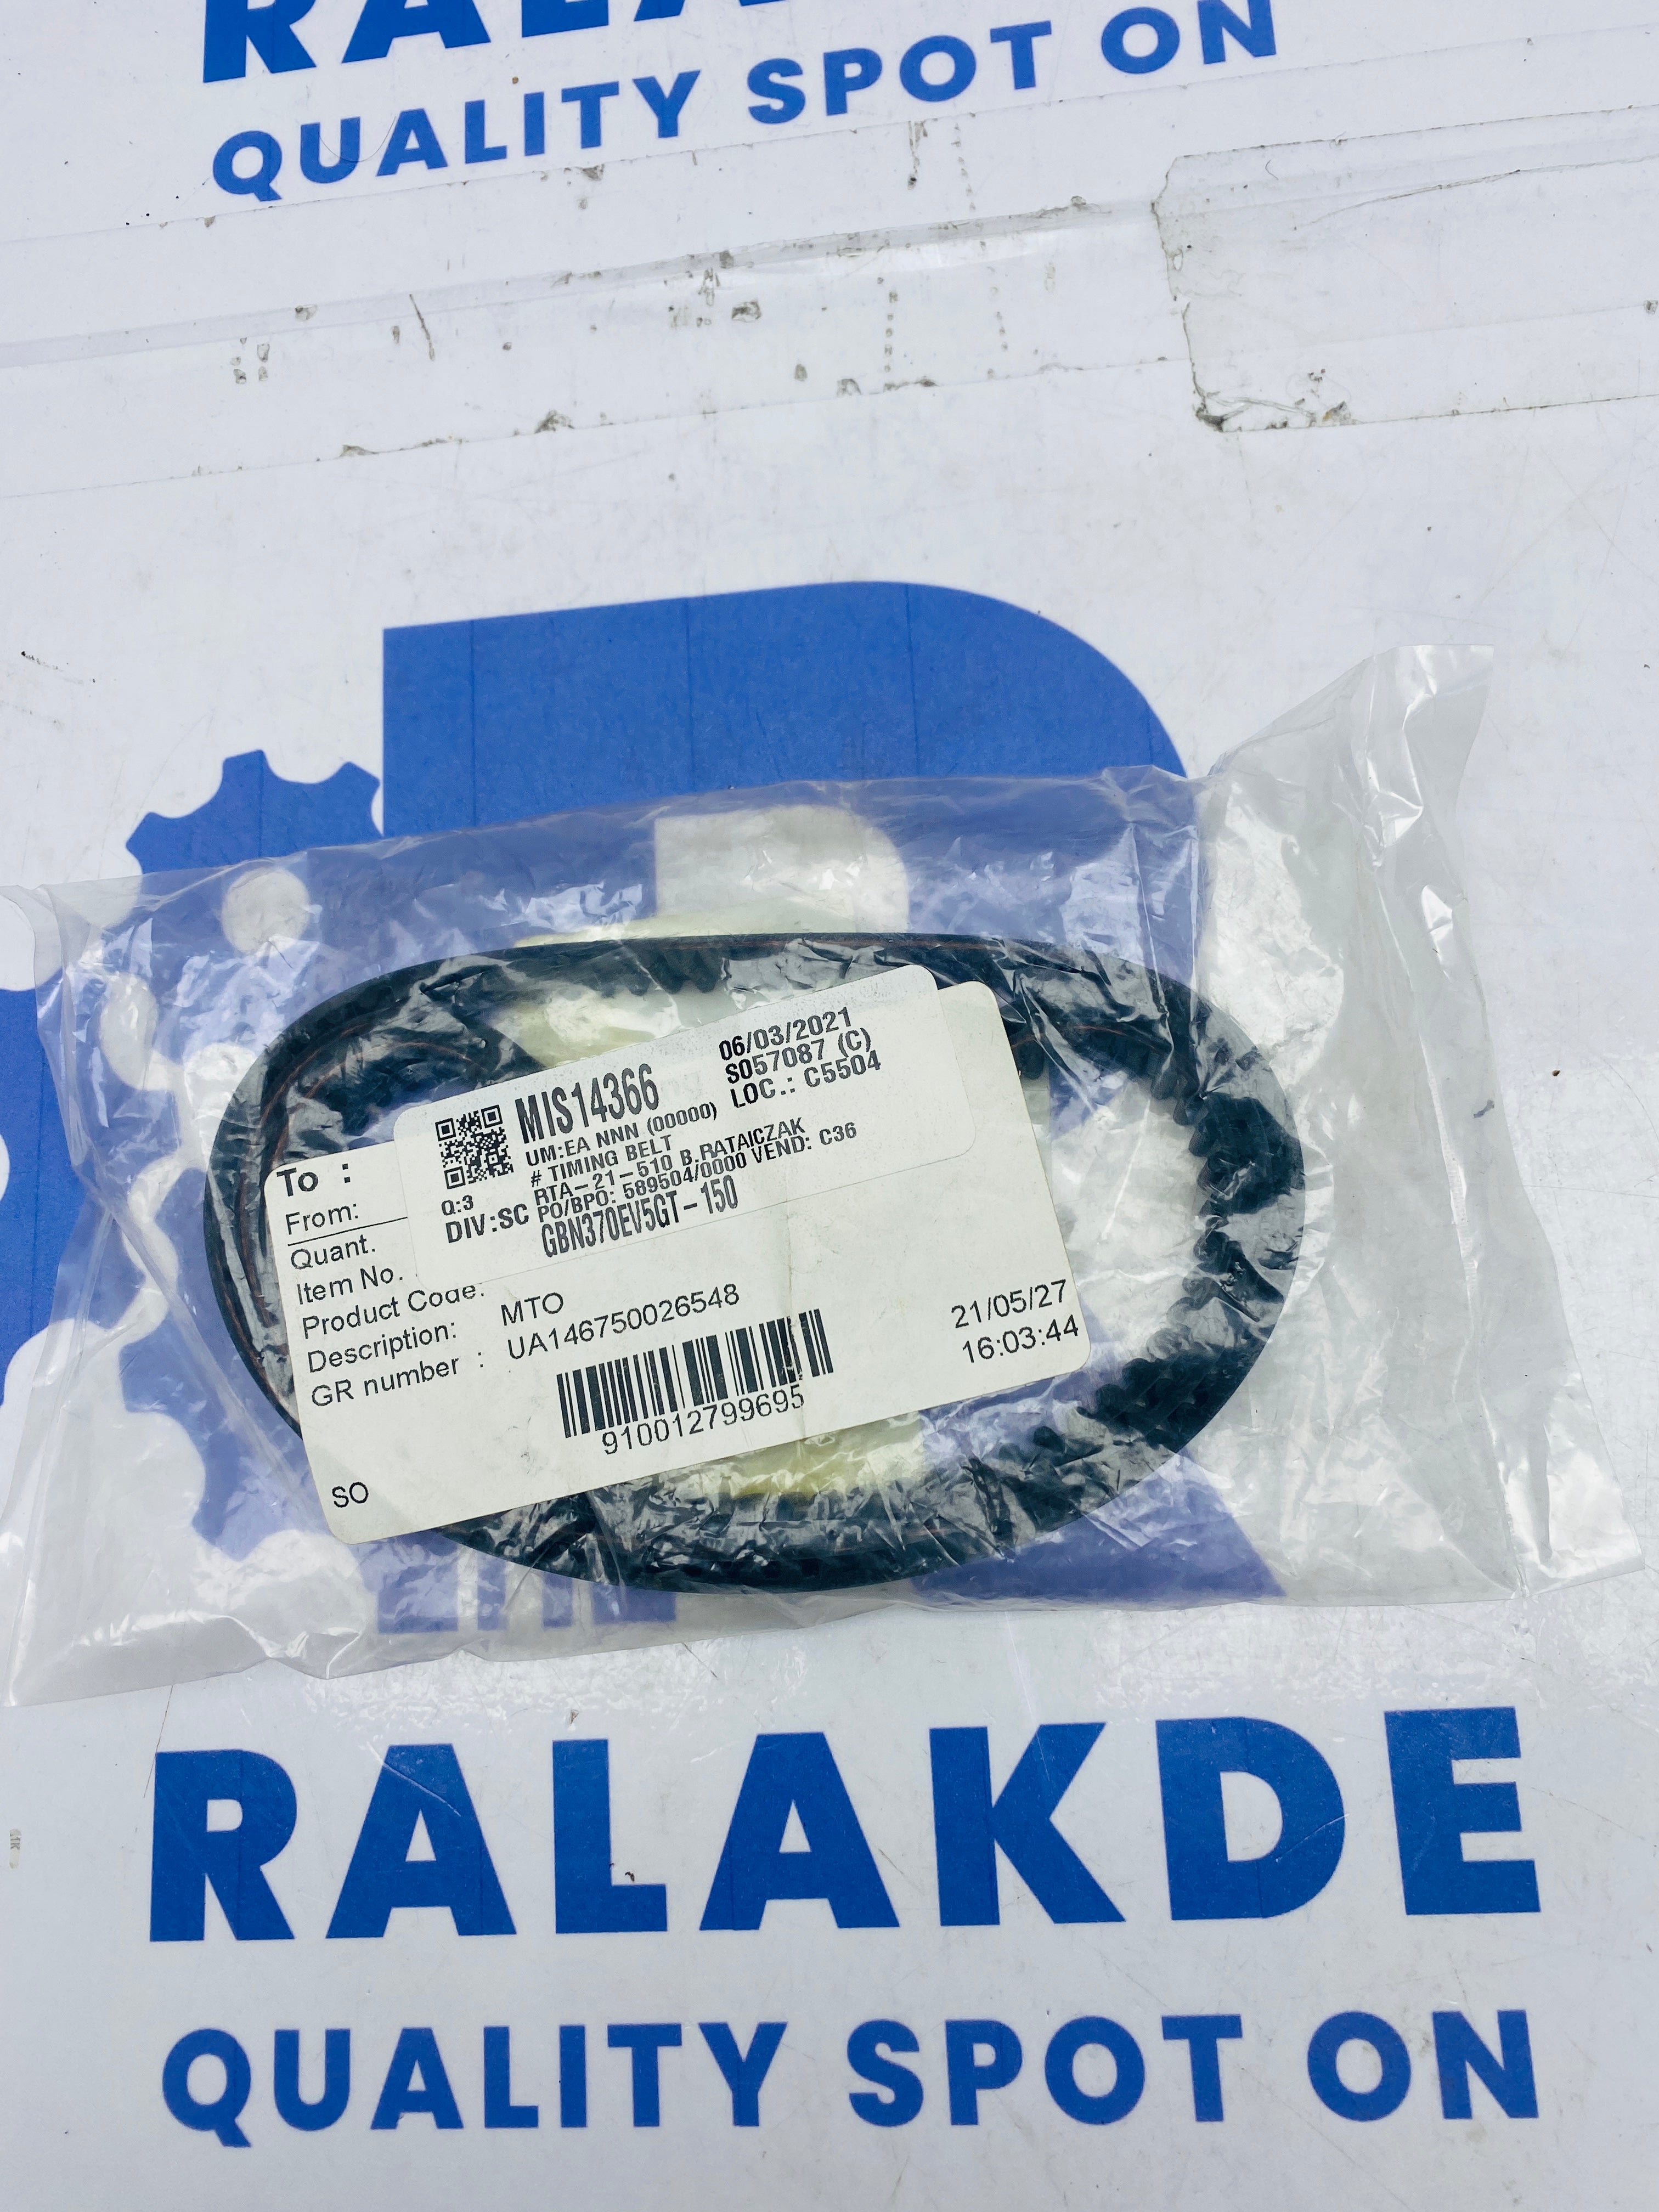 QUALITY SPOT ON
MIS14366
06/03/2021
S057087 (C)
LOC.: C5504
UM:EA NNN (00000)
# TIMING BELT
RTA-21-510 B.RATAICZAK
Q:3
PO/BPO: 589504/0000 VEND: C36
DIV:SC
GBN370EV5GT-150
To :
From:
Quant.
Item No.
Product Code:
Description: MTO
GR number : UA146750026548
21/05/27
16:03:44
910012799695
SO
RALAKDE
QUALITY SPOT ON